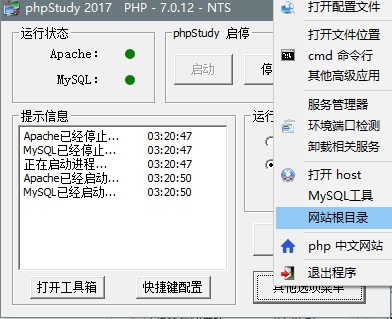 phpStudy 2017 PHP - 7.0.12 - NTS
运行状态
Apache:
MySQL:
phpStudy 启停
启动
停
提示信息
Apache已经停止... 03:20:47
MySQL已经停止... 03:20:47
正在启动进程... 03:20:47
Apache已经启动... 03:20:50
MySQL已经启动... 03:20:50
运行
打开工具箱
快捷键配置
其他选项菜单
打开配置文件
打开文件位置
cmd 命令行
其他高级应用
服务管理器
环境端口检测
卸载相关服务
打开 host
MySQL工具
网站根目录
php 中文网站
退出程序